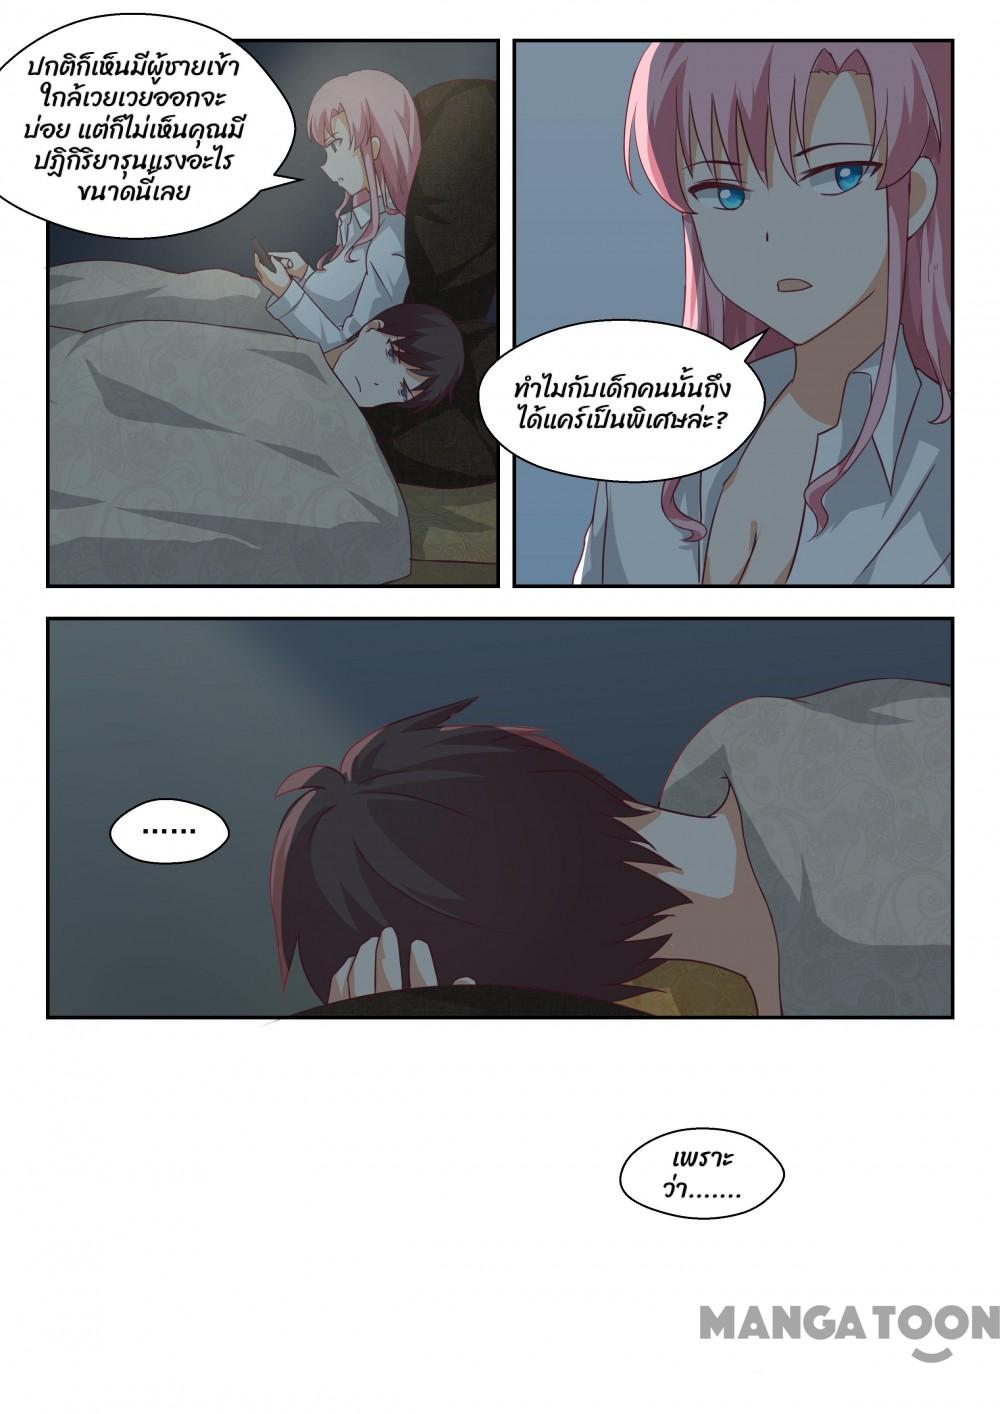 ปกติก็เห็นมีผู้ชายเข้า
ใกล้เวยเวยออกจะ
บ่อย แต่ก็ไม่เห็นคุณมี
ปฏิกิริยารุนแรงอะไร
ขนาดนี้เลย
ทำไมกับเด็กคนนั้นถึง
ได้แคร์เป็นพิเศษล่ะ?
......
เพราะ
ว่า.......
MANGATOON